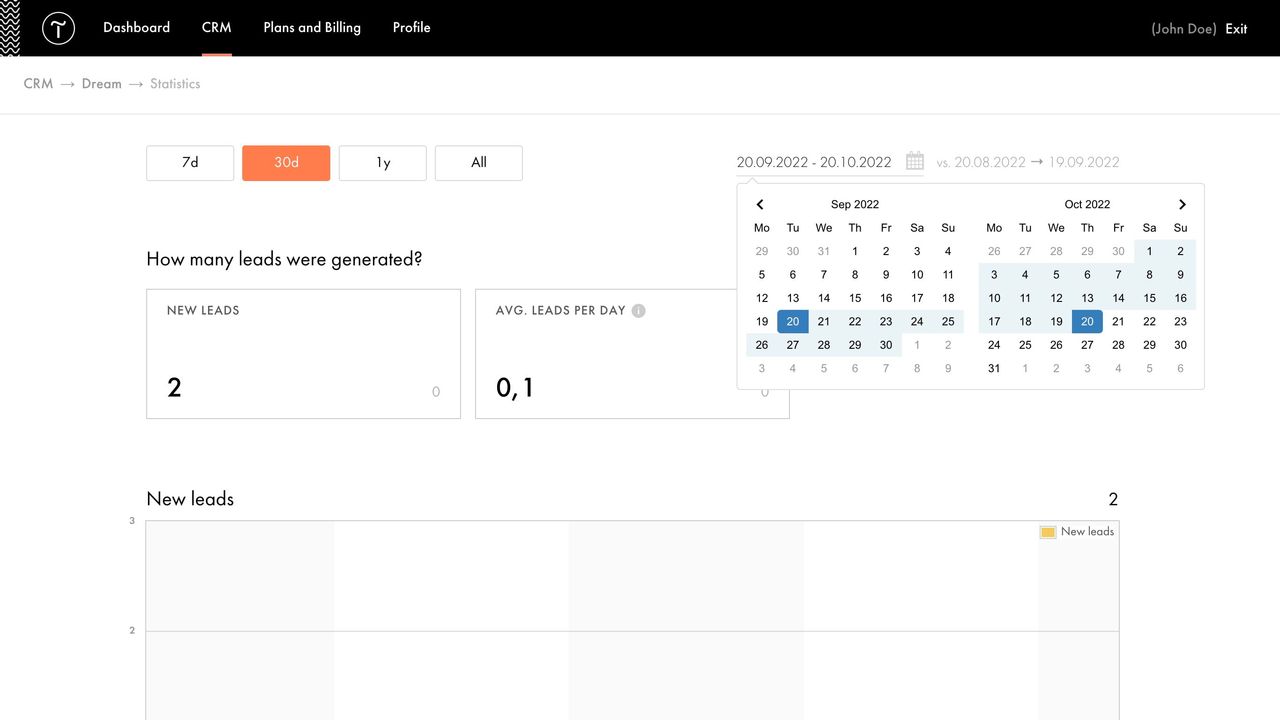 Dashboard CRM Plans and Billing Profile (John Doe) Exit
CRM → Dream → Statistics
7d 30d 1y All 20.09.2022 - 20.10.2022 vs. 20.08.2022 → 19.09.2022
Sep 2022 Oct 2022
Mo Tu We Th Fr Sa Su Mo Tu We Th Fr Sa Su
29 30 31 1 2 3 4 26 27 28 29 30 1 2
5 6 7 8 9 10 11 3 4 5 6 7 8 9
12 13 14 15 16 17 18 10 11 12 13 14 15 16
19 20 21 22 23 24 25 17 18 19 20 21 22 23
26 27 28 29 30 1 2 24 25 26 27 28 29 30
3 4 5 6 7 8 9 31 1 2 3 4 5 6
How many leads were generated?
NEW LEADS
2 0
AVG. LEADS PER DAY i
0,1 0
New leads 2
3
New leads
2